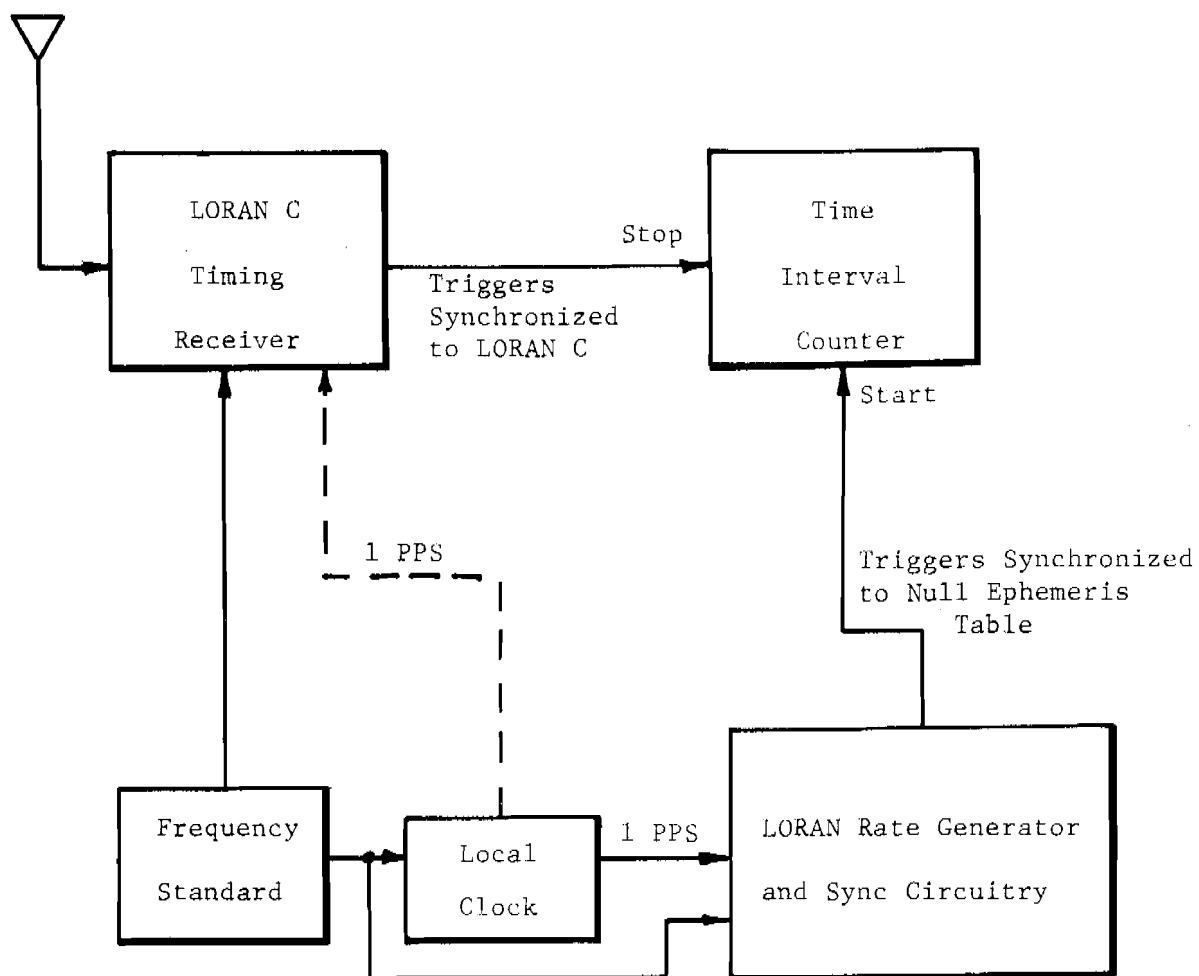 LORAN C
Timing
Receiver
Stop
Triggers
Synchronized
to LORAN C
Time
Interval
Counter
Start
1 PPS
Triggers Synchronized
to Null Ephemeris
Table
Frequency
Standard
Local
Clock
1 PPS
LORAN Rate Generator
and Sync Circuitry